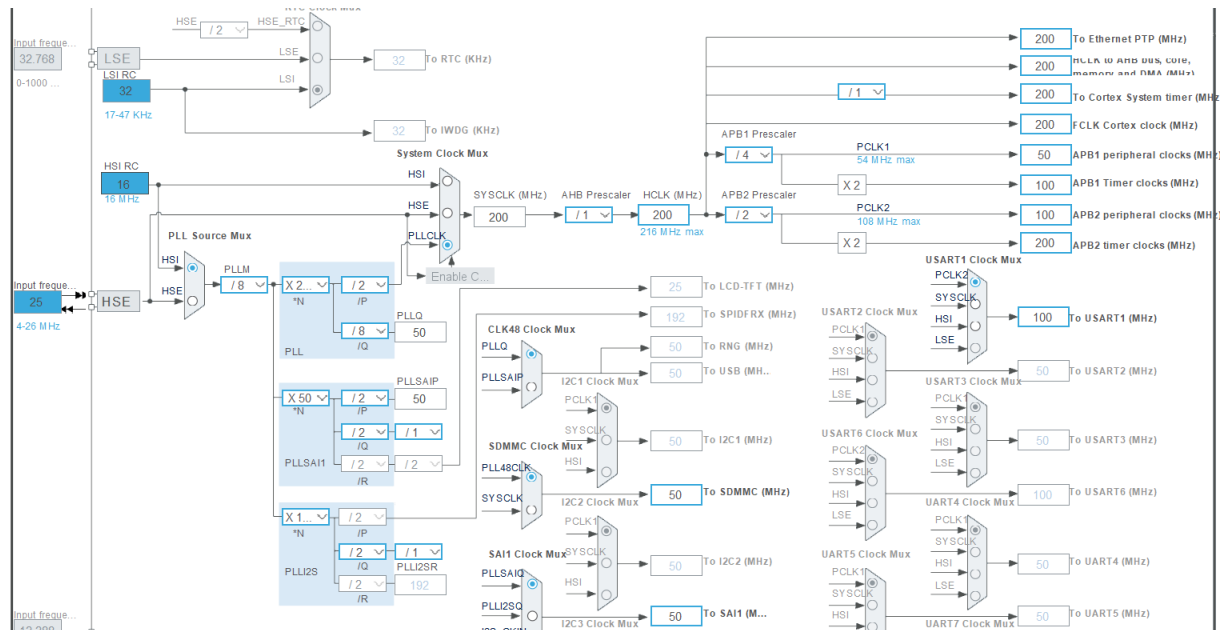 RTC Clock Mux
HSE
/ 2
HSE_RTC
Input freque...
32.768
0-1000 ...
LSE
LSE
32
To RTC (KHz)
LSI RC
32
17-47 KHz
LSI
32
To IWDG (KHz)
200
To Ethernet PTP (MHz)
200
HCLK to AHB bus, core,
memory and DMA (MHz)
/ 1
200
To Cortex System timer (MHz
200
FCLK Cortex clock (MHz)
APB1 Prescaler
/ 4
PCLK1
54 MHz max
50
APB1 peripheral clocks (MHz)
X 2
100
APB1 Timer clocks (MHz)
System Clock Mux
HSI RC
16
16 MHz
HSI
HSE
PLLCLK
SYSCLK (MHz)
200
AHB Prescaler
/ 1
HCLK (MHz)
200
216 MHz max
APB2 Prescaler
/ 2
PCLK2
108 MHz max
100
APB2 peripheral clocks (MHz)
X 2
200
APB2 timer clocks (MHz)
Enable C...
PLL Source Mux
HSI
HSE
PLLM
/ 8
Input freque...
25
4-26 MHz
HSE
X 2...
*N
/ 2
/P
PLLQ
/ 8
50
/Q
PLL
25
To LCD-TFT (MHz)
192
To SPIDFRX (MHz)
CLK48 Clock Mux
PLLQ
PLLSAIP
50
To RNG (MHz)
50
To USB (MH...
USART1 Clock Mux
PCLK2
SYSCLK
HSI
LSE
100
To USART1 (MHz)
USART2 Clock Mux
PCLK1
SYSCLK
HSI
LSE
50
To USART2 (MHz)
PLLSAIP
X 50
*N
/ 2
50
/P
/ 2
/ 1
/Q
PLLSAI1
/ 2
/ 2
/R
I2C1 Clock Mux
PCLK1
SYSCLK
HSI
50
To I2C1 (MHz)
USART3 Clock Mux
PCLK1
SYSCLK
HSI
LSE
50
To USART3 (MHz)
SDMMC Clock Mux
PLL48CLK
SYSCLK
50
To SDMMC (MHz)
USART6 Clock Mux
PCLK2
SYSCLK
HSI
LSE
100
To USART6 (MHz)
X 1...
*N
/ 2
/P
/ 2
/ 1
/Q
PLLI2SR
PLLI2S
/ 2
192
/R
I2C2 Clock Mux
PCLK1
SYSCLK
HSI
50
To I2C2 (MHz)
UART4 Clock Mux
PCLK1
SYSCLK
HSI
LSE
50
To UART4 (MHz)
SAI1 Clock Mux
PLLSAIQ
PLLI2SQ
50
To SAI1 (M...
UART5 Clock Mux
PCLK1
SYSCLK
HSI
50
To UART5 (MHz)
Input freque...
I2C3 Clock Mux
UART7 Clock Mux